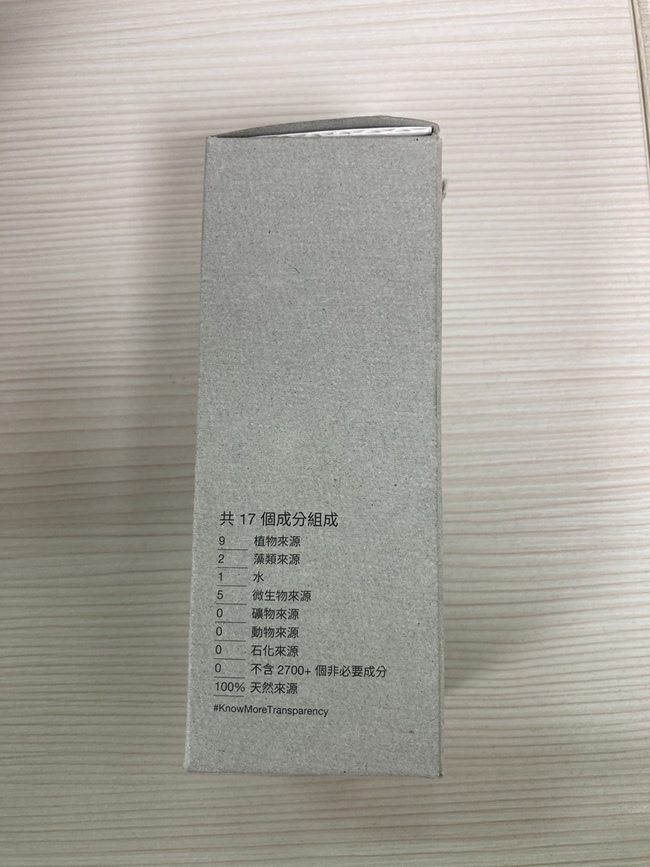 共 17 個成分組成
9 植物來源
2 藻類來源
1 水
5 微生物來源
0 礦物來源
0 動物來源
0 石化來源
0 不含 2700+ 個非必要成分
100% 天然來源
#KnowMoreTransparency